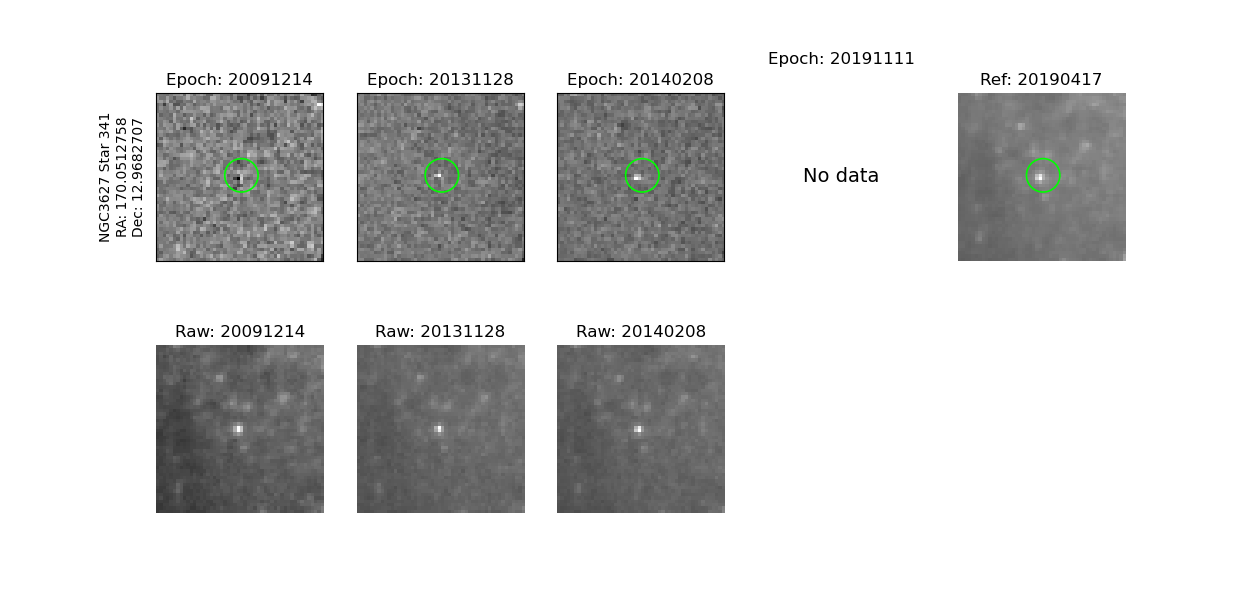 Epoch: 20191111
Epoch: 20091214
Epoch: 20131128
Epoch: 20140208
Ref: 20190417
NGC3627 Star 341
RA: 170.0512758
Dec: 12.9682707
No data
Raw: 20091214
Raw: 20131128
Raw: 20140208